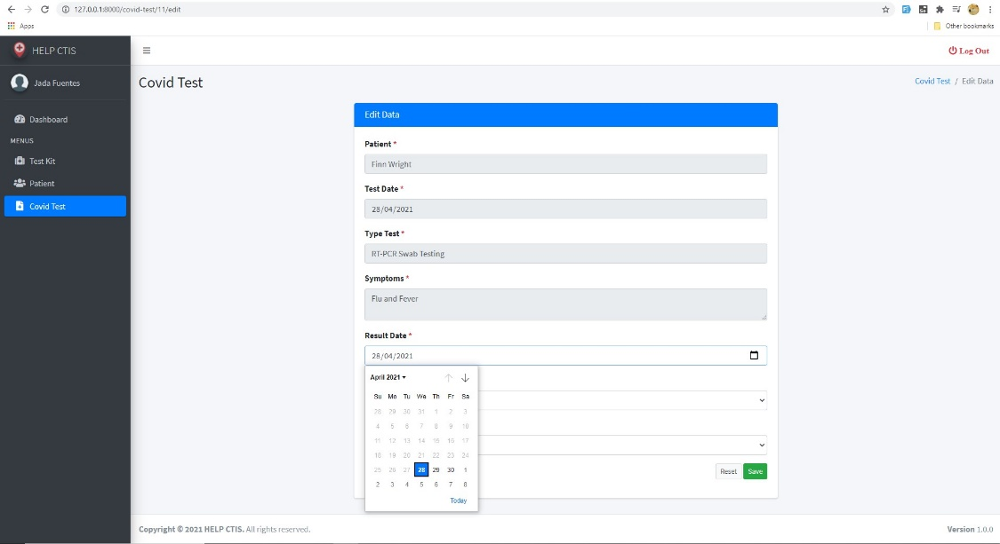 127.0.0.1:8000/covid-test/11/edit
Apps
Other bookmarks
HELP CTIS
Log Out
Jada Fuentes
Covid Test
Covid Test / Edit Data
Dashboard
MENUS
Test Kit
Patient
Covid Test
Edit Data
Patient *
Finn Wright
Test Date *
28/04/2021
Type Test *
RT-PCR Swab Testing
Symptoms *
Flu and Fever
Result Date *
28/04/2021
April 2021
Su Mo Tu We Th Fr Sa
28 29 30 31 1 2 3
4 5 6 7 8 9 10
11 12 13 14 15 16 17
18 19 20 21 22 23 24
25 26 27 28 29 30 1
2 3 4 5 6 7 8
Today
Reset
Save
Copyright © 2021 HELP CTIS. All rights reserved.
Version 1.0.0